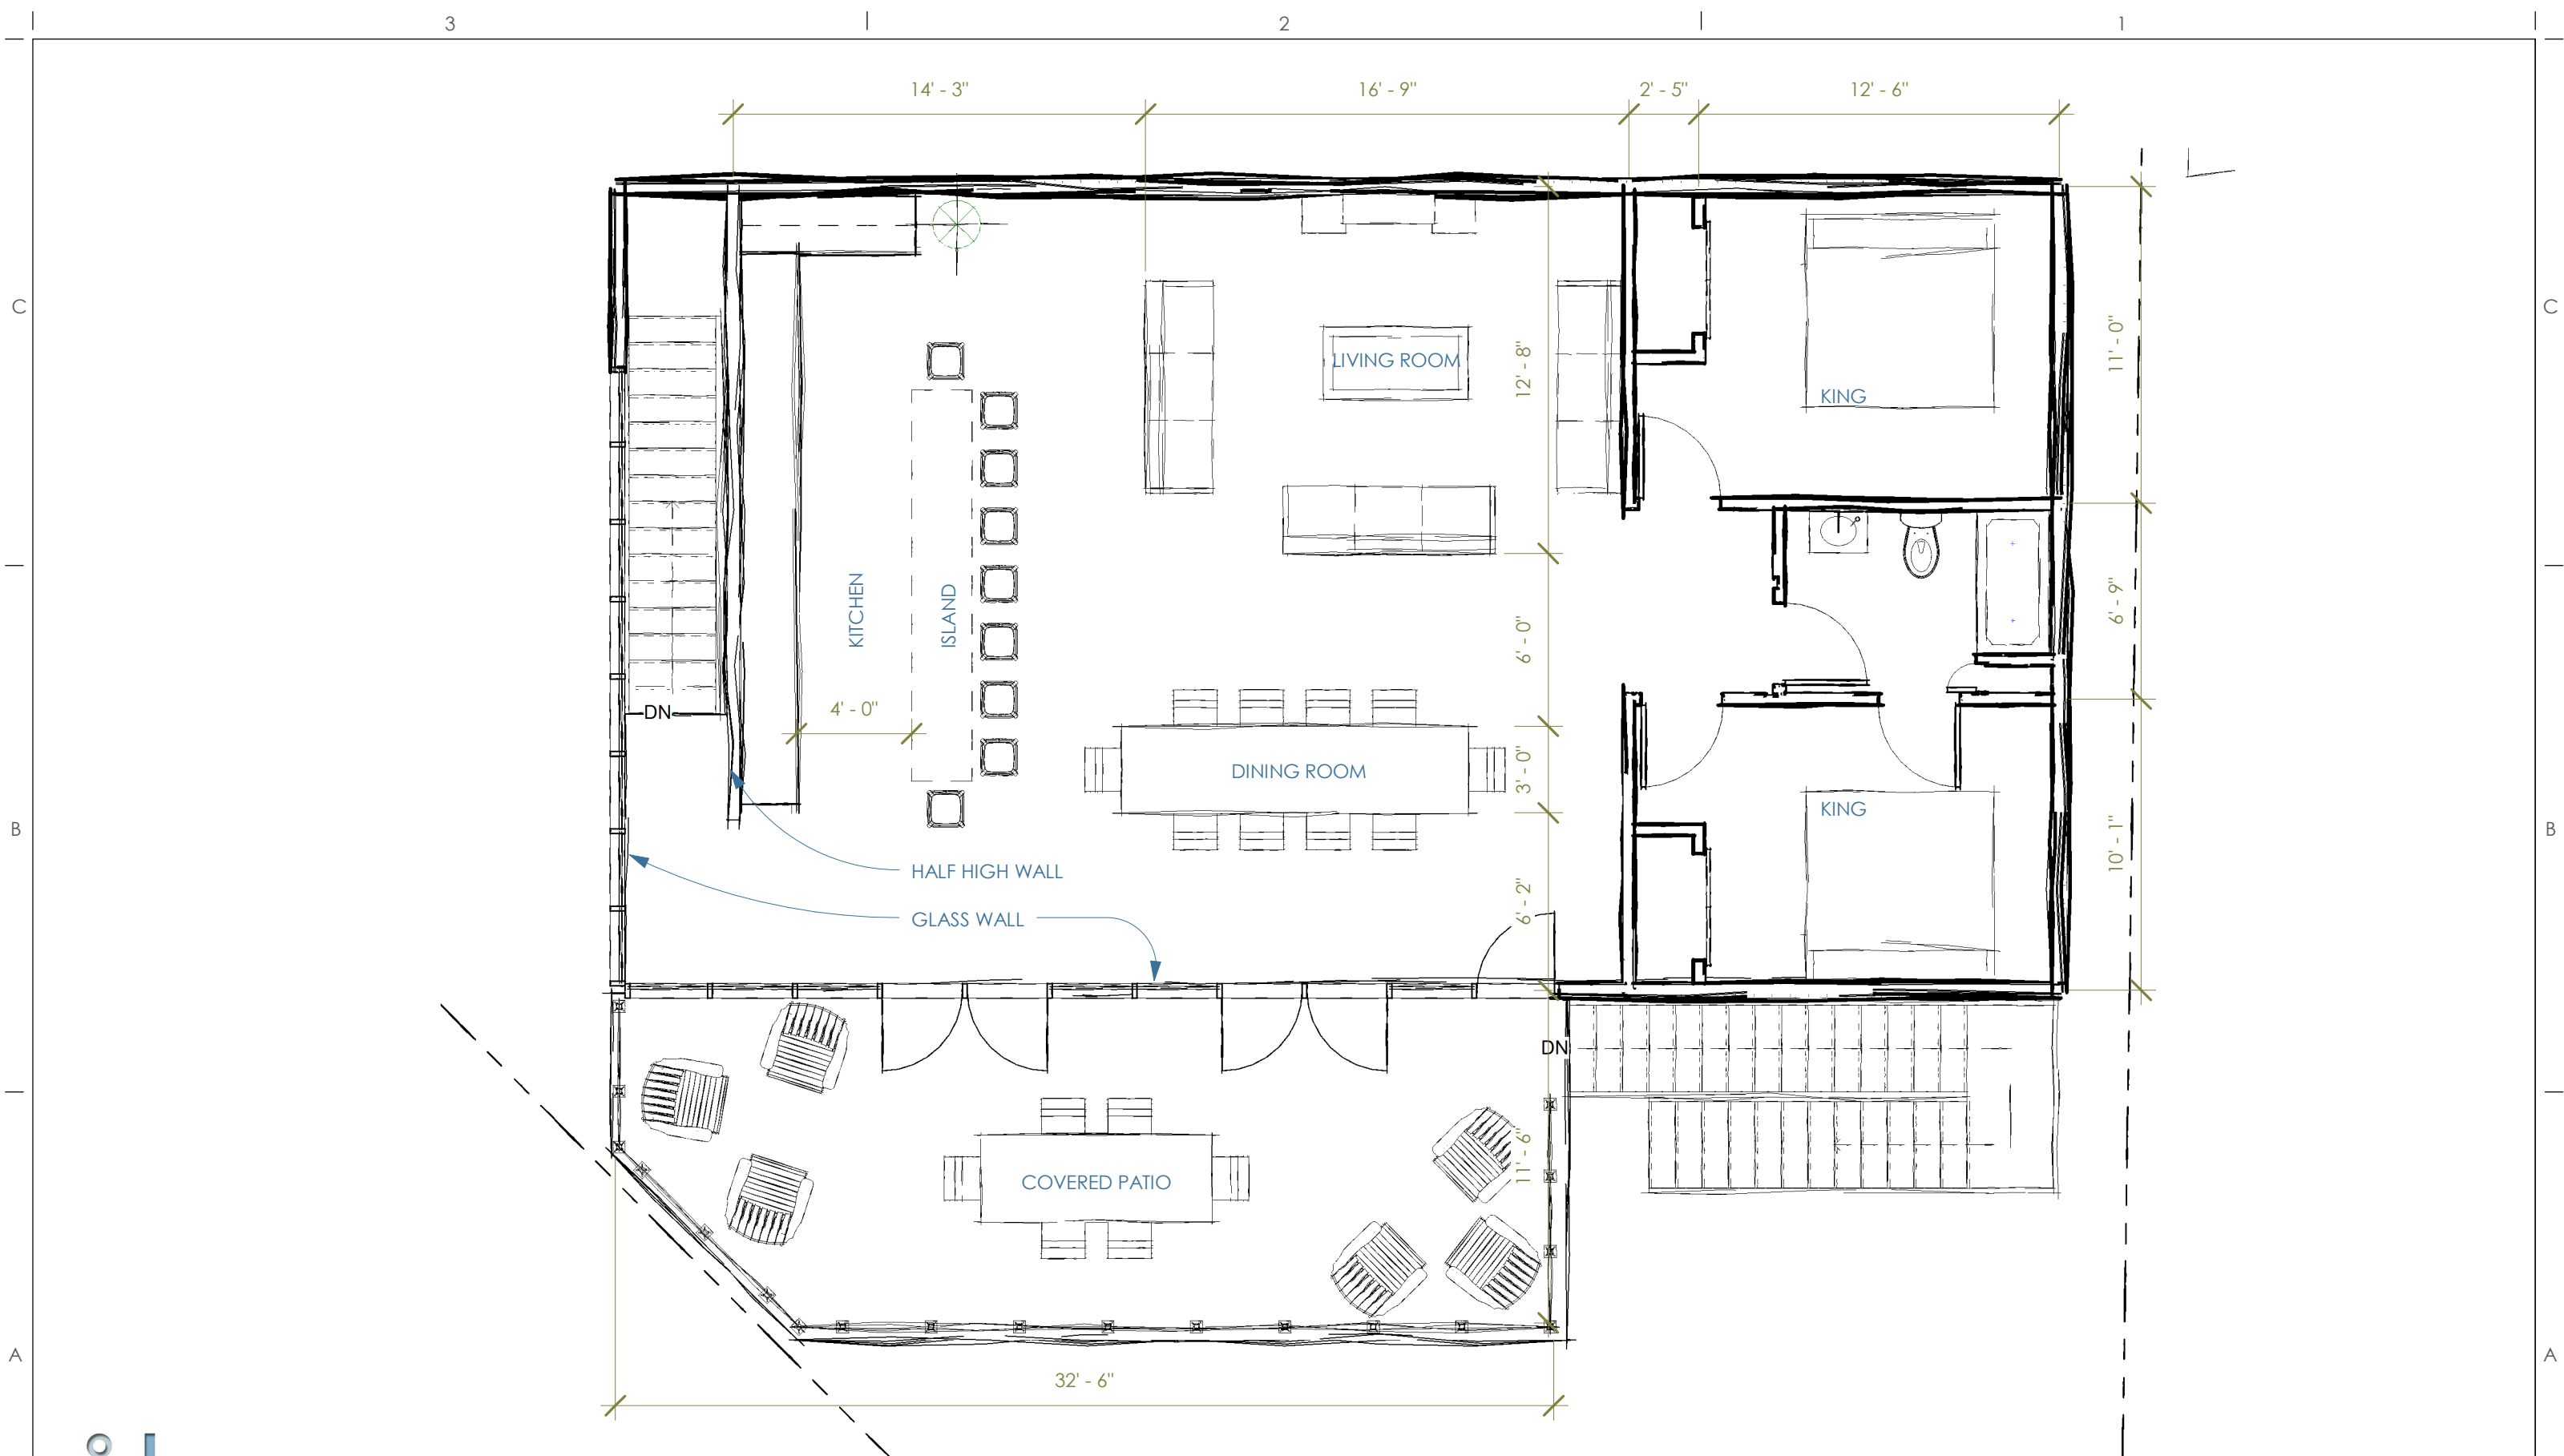 3
2
1
14' - 3"
16' - 9"
2' - 5"
12' - 6"
C
C
LIVING ROOM
12' - 8"
11' - 0"
KING
KITCHEN
ISLAND
6' - 0"
6' - 9"
DN
4' - 0"
DINING ROOM
3' - 0"
KING
B
B
10' - 1"
HALF HIGH WALL
GLASS WALL
6' - 2"
DN
11' - 6"
COVERED PATIO
A
A
32' - 6"